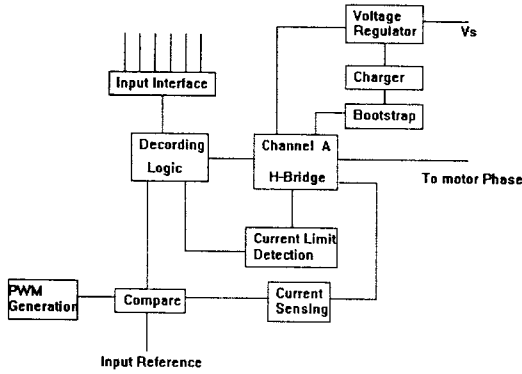 Voltage
Regulator
Vs
Charger
Input Interface
Bootstrap
Decording
Logic
Channel A
H-Bridge
To motor Phase
Current Limit
Detection
PWM
Generation
Compare
Current
Sensing
Input Reference